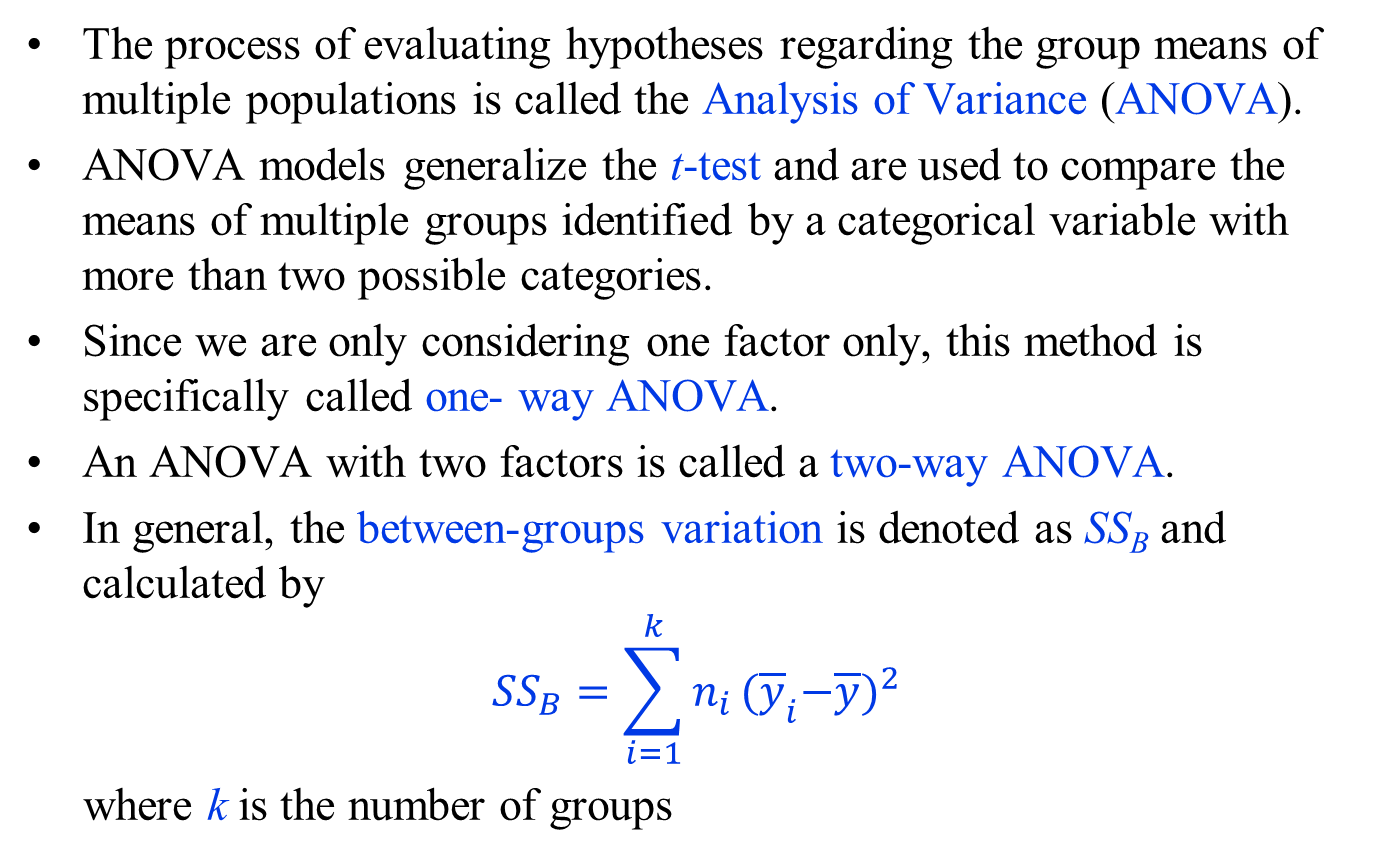 • The process of evaluating hypotheses regarding the group means of
multiple populations is called the Analysis of Variance (ANOVA).
• ANOVA models generalize the t-test and are used to compare the
means of multiple groups identified by a categorical variable with
more than two possible categories.
• Since we are only considering one factor only, this method is
specifically called one- way ANOVA.
• An ANOVA with two factors is called a two-way ANOVA.
• In general, the between-groups variation is denoted as SS_B and
calculated by
SS_B = ∑_{i=1}^{k} n_i (y̅_i−y̅)²
where k is the number of groups